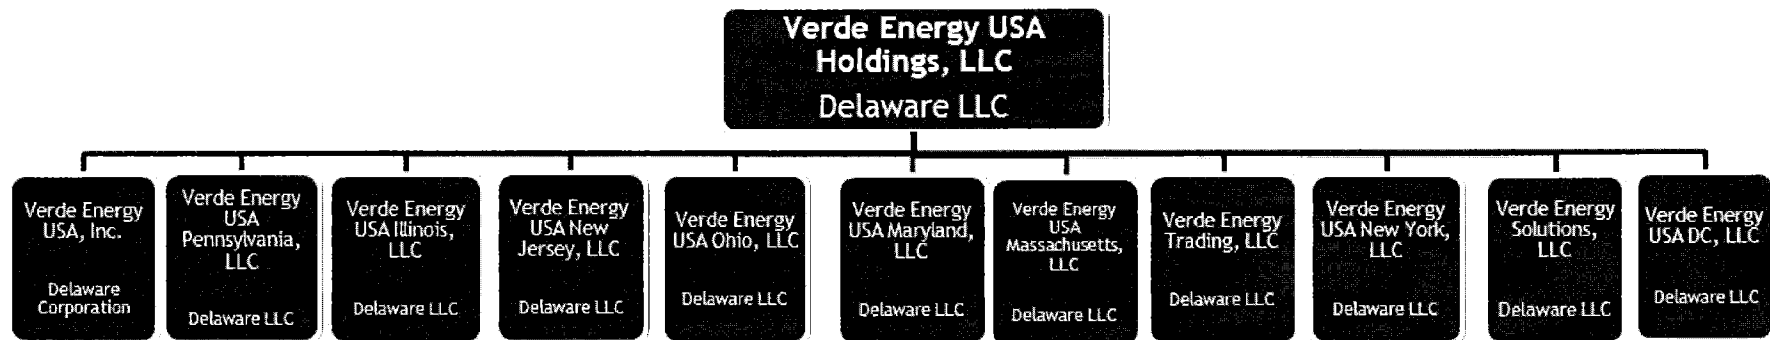 Verde Energy USA
Holdings, LLC
Delaware LLC
Verde Energy
USA, Inc.
Delaware
Corporation
Verde Energy
USA
Pennsylvania,
LLC
Delaware LLC
Verde Energy
USA Illinois,
LLC
Delaware LLC
Verde Energy
USA New
Jersey, LLC
Delaware LLC
Verde Energy
USA Ohio, LLC
Delaware LLC
Verde Energy
USA Maryland,
LLC
Delaware LLC
Verde Energy
USA
Massachusetts,
LLC
Delaware LLC
Verde Energy
Trading, LLC
Delaware LLC
Verde Energy
USA New York,
LLC
Delaware LLC
Verde Energy
Solutions,
LLC
Delaware LLC
Verde Energy
USA DC, LLC
Delaware LLC